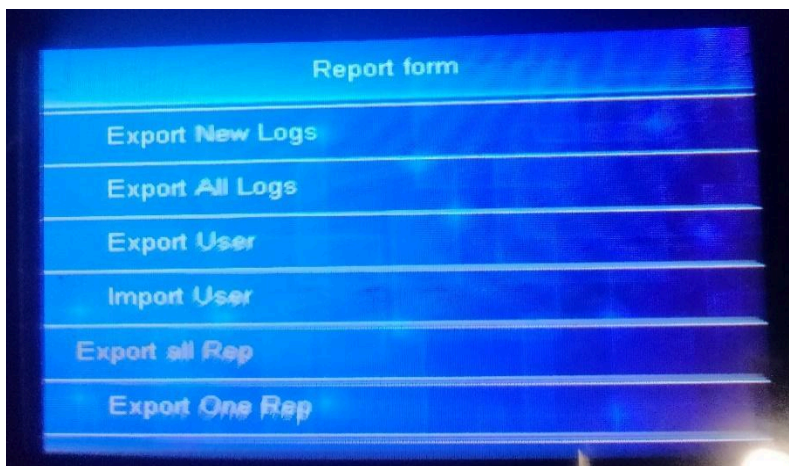 Report form
Export New Logs
Export All Logs
Export User
Import User
Export all Rep
Export One Rep